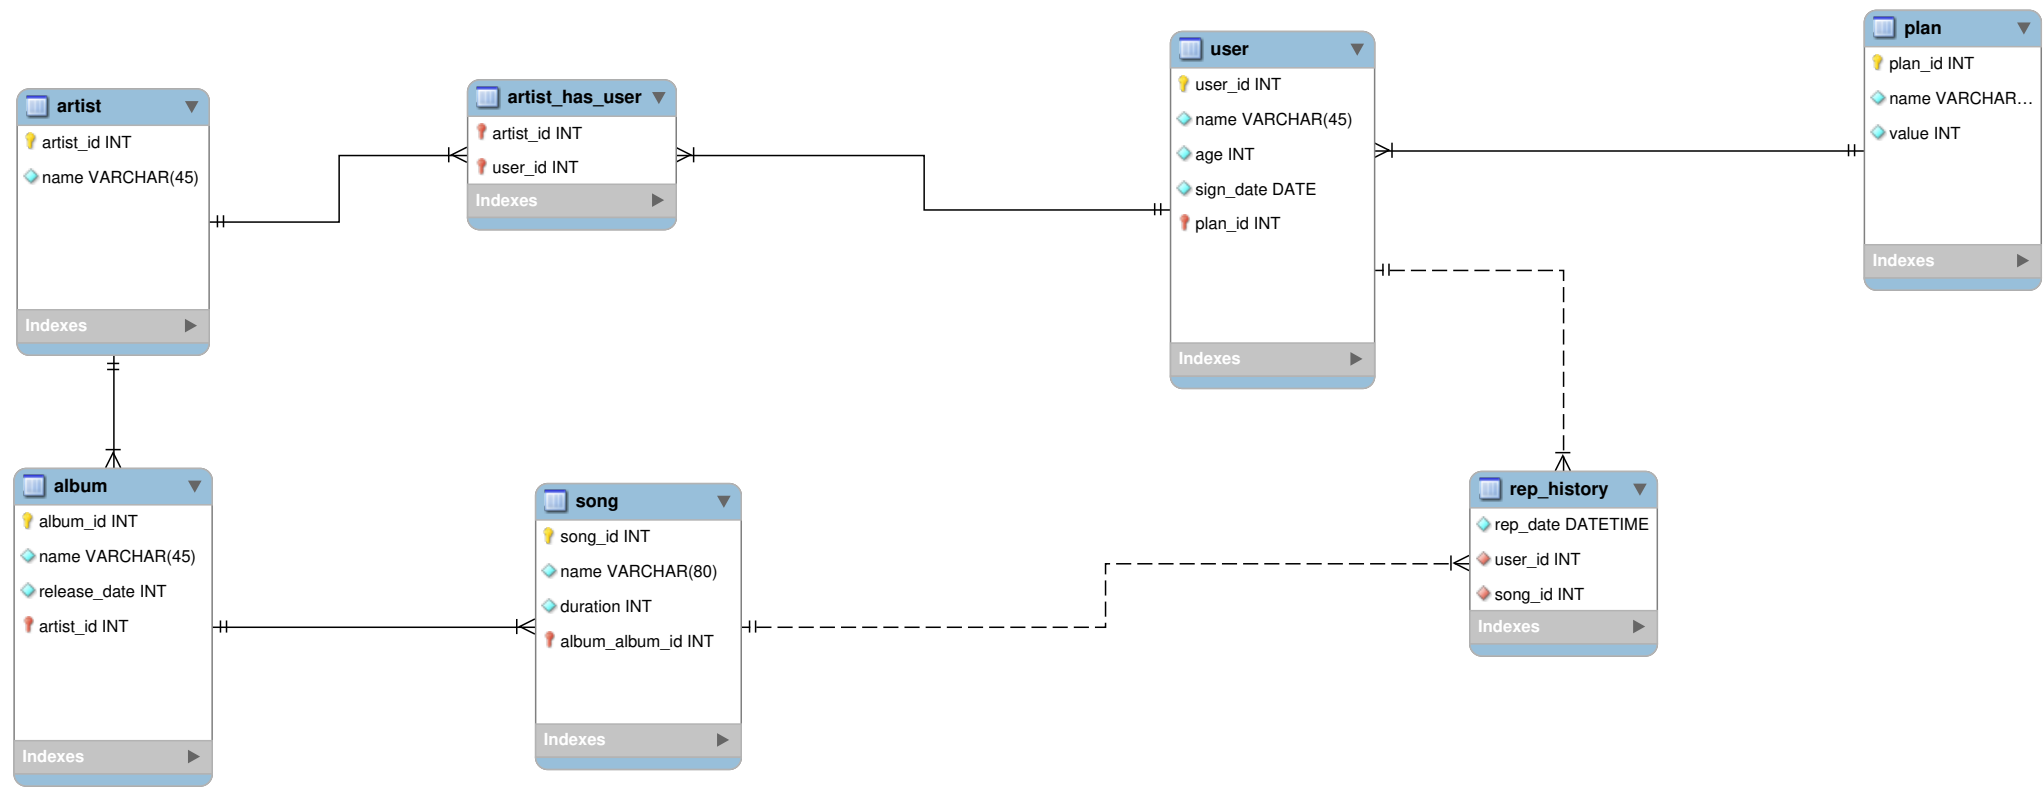 artist
artist_id INT
name VARCHAR(45)
Indexes
artist_has_user
artist_id INT
user_id INT
Indexes
user
user_id INT
name VARCHAR(45)
age INT
sign_date DATE
plan_id INT
Indexes
plan
plan_id INT
name VARCHAR...
value INT
Indexes
album
album_id INT
name VARCHAR(45)
release_date INT
artist_id INT
Indexes
song
song_id INT
name VARCHAR(80)
duration INT
album_album_id INT
Indexes
rep_history
rep_date DATETIME
user_id INT
song_id INT
Indexes